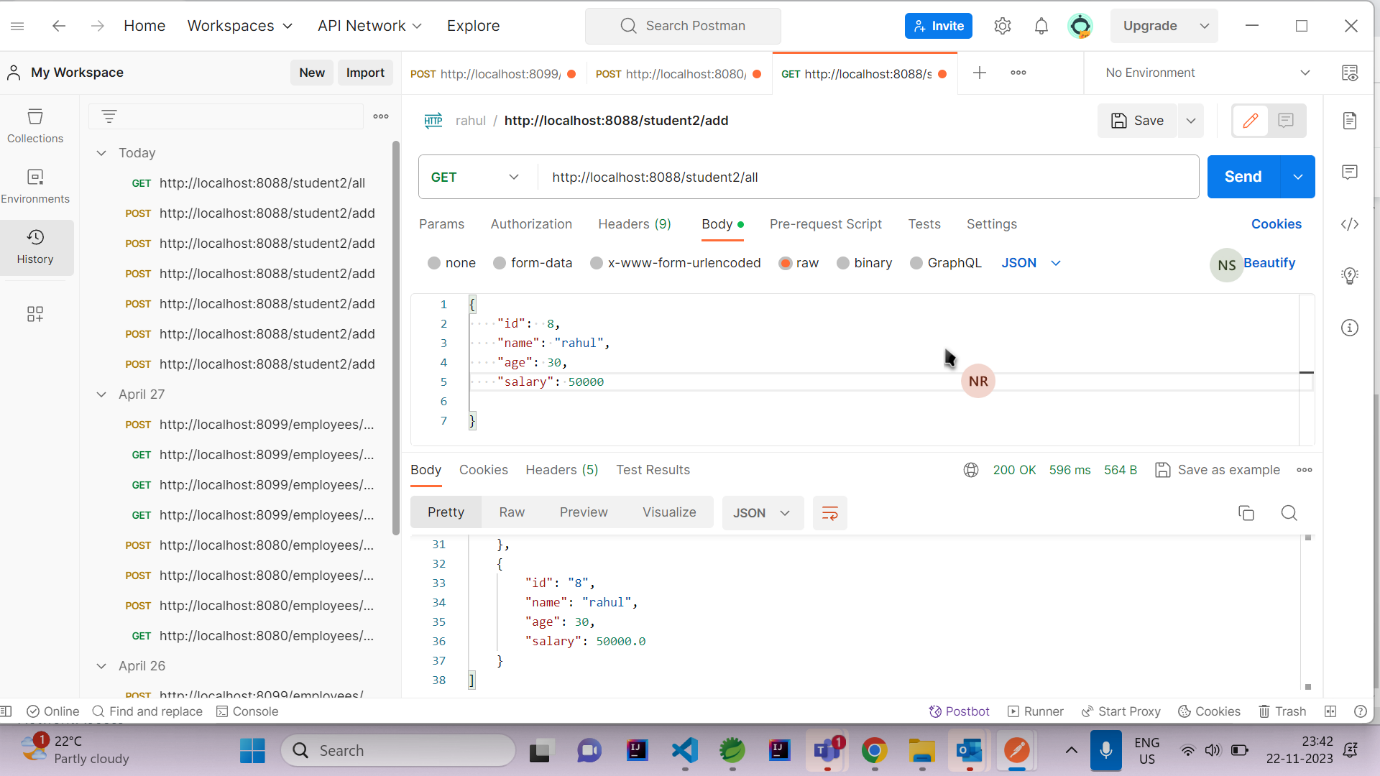 Home Workspaces API Network Explore Search Postman Invite Upgrade
My Workspace New Import POST http://localhost:8099/ POST http://localhost:8080/ GET http://localhost:8088/s No Environment
Collections
Environments
History
Today
GET http://localhost:8088/student2/all
POST http://localhost:8088/student2/add
POST http://localhost:8088/student2/add
POST http://localhost:8088/student2/add
POST http://localhost:8088/student2/add
POST http://localhost:8088/student2/add
POST http://localhost:8088/student2/add
April 27
POST http://localhost:8099/employees/...
GET http://localhost:8099/employees/...
GET http://localhost:8099/employees/...
GET http://localhost:8099/employees/...
POST http://localhost:8080/employees/...
POST http://localhost:8080/employees/...
POST http://localhost:8080/employees/...
GET http://localhost:8080/employees/...
April 26
POST http://localhost:8099/employees/
HTTP rahul / http://localhost:8088/student2/add Save
GET http://localhost:8088/student2/all Send
Params Authorization Headers (9) Body Pre-request Script Tests Settings Cookies
none form-data x-www-form-urlencoded raw binary GraphQL JSON NS Beautify
1 {
2 "id": 8,
3 "name": "rahul",
4 "age": 30,
5 "salary": 50000
6
7 }
NR
Body Cookies Headers (5) Test Results 200 OK 596 ms 564 B Save as example
Pretty Raw Preview Visualize JSON
31 },
32 {
33 "id": "8",
34 "name": "rahul",
35 "age": 30,
36 "salary": 50000.0
37 }
38 ]
Online Find and replace Console Postbot Runner Start Proxy Cookies Trash
1 22°C
Partly cloudy
Search
IJ
IJ
1
ENG
US
23:42
22-11-2023